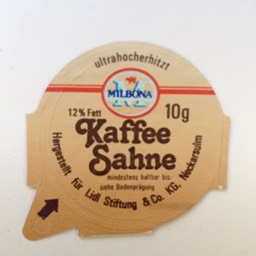 ultrahocherhitzt
MILBONA
12% Fett
10g
Kaffee
Sahne
mindestens haltbar bis:
siehe Bodenprägung
Hergestellt für Lidl Stiftung & Co. KG, Neckarsulm